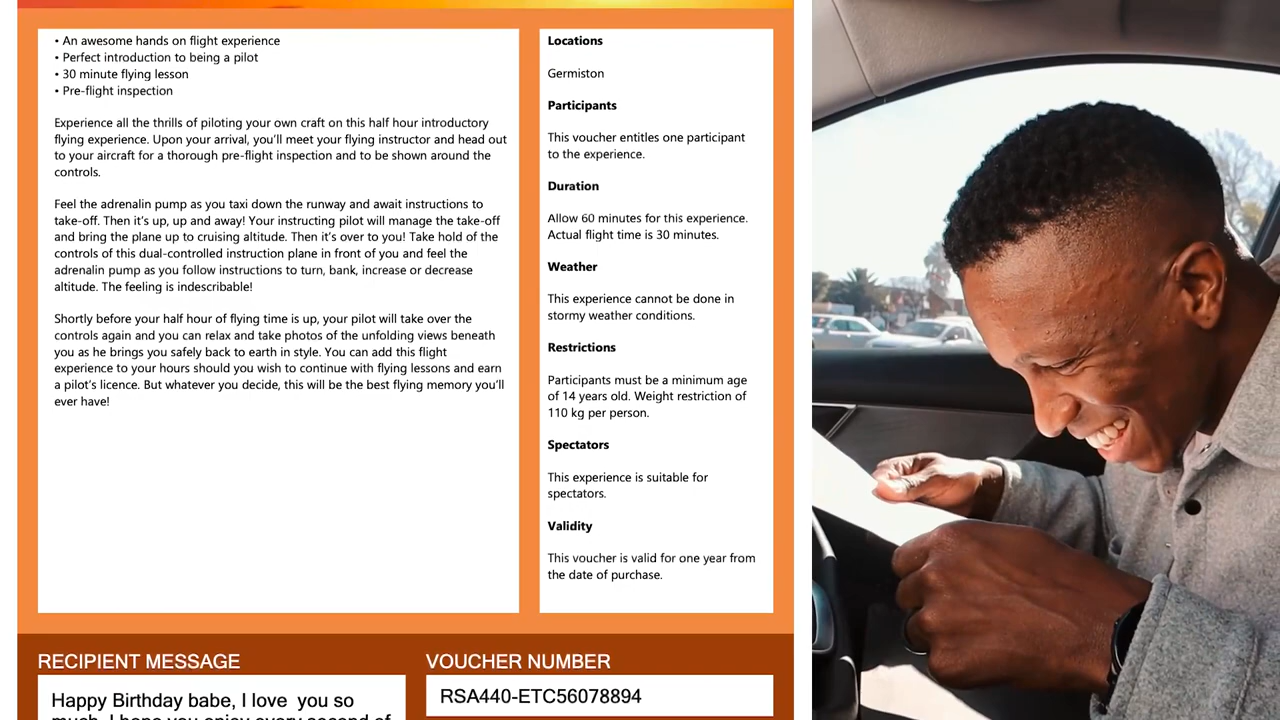 • An awesome hands on flight experience
• Perfect introduction to being a pilot
• 30 minute flying lesson
• Pre-flight inspection
Experience all the thrills of piloting your own craft on this half hour introductory
flying experience. Upon your arrival, you’ll meet your flying instructor and head out
to your aircraft for a thorough pre-flight inspection and to be shown around the
controls.
Feel the adrenalin pump as you taxi down the runway and await instructions to
take-off. Then it’s up, up and away! Your instructing pilot will manage the take-off
and bring the plane up to cruising altitude. Then it’s over to you! Take hold of the
controls of this dual-controlled instruction plane in front of you and feel the
adrenalin pump as you follow instructions to turn, bank, increase or decrease
altitude. The feeling is indescribable!
Shortly before your half hour of flying time is up, your pilot will take over the
controls again and you can relax and take photos of the unfolding views beneath
you as he brings you safely back to earth in style. You can add this flight
experience to your hours should you wish to continue with flying lessons and earn
a pilot’s licence. But whatever you decide, this will be the best flying memory you’ll
ever have!
Locations
Germiston
Participants
This voucher entitles one participant
to the experience.
Duration
Allow 60 minutes for this experience.
Actual flight time is 30 minutes.
Weather
This experience cannot be done in
stormy weather conditions.
Restrictions
Participants must be a minimum age
of 14 years old. Weight restriction of
110 kg per person.
Spectators
This experience is suitable for
spectators.
Validity
This voucher is valid for one year from
the date of purchase.
RECIPIENT MESSAGE
Happy Birthday babe, I love  you so
much. I hope you enjoy every second of
VOUCHER NUMBER
RSA440-ETC56078894